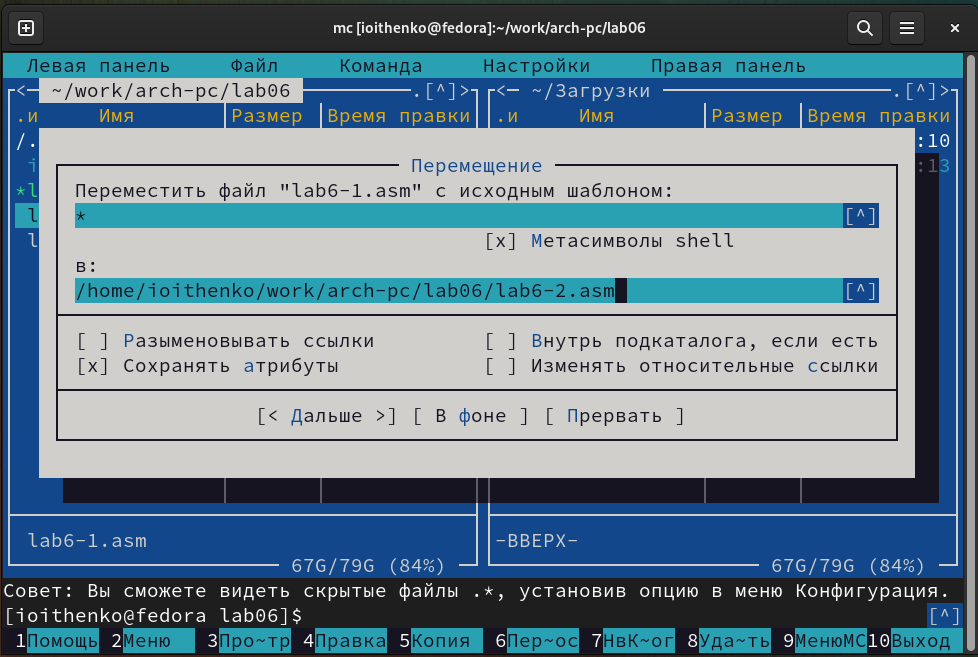 mc [ioithenko@fedora]:~/work/arch-pc/lab06
Левая панель Файл Команда Настройки Правая панель
<- ~/work/arch-pc/lab06 .[^]> <- ~/Загрузки .[^]>
.и Имя Размер Время правки .и Имя Размер Время правки
/. :10
Перемещение
i :13
Переместить файл "lab6-1.asm" с исходным шаблоном:
*l
* [^]
l
[x] Метасимволы shell
l
в:
/home/ioithenko/work/arch-pc/lab06/lab6-2.asm [^]
[ ] Разыменовывать ссылки [ ] Внутрь подкаталога, если есть
[x] Сохранять атрибуты [ ] Изменять относительные ссылки
[< Дальше >] [ В фоне ] [ Прервать ]
lab6-1.asm -ВВЕРХ-
67G/79G (84%) 67G/79G (84%)
Совет: Вы сможете видеть скрытые файлы .*, установив опцию в меню Конфигурация.
[ioithenko@fedora lab06]$ [^]
1Помощь 2Меню 3Про~тр 4Правка 5Копия 6Пер~ос 7НвК~ог 8Уда~ть 9МенюMC 10Выход